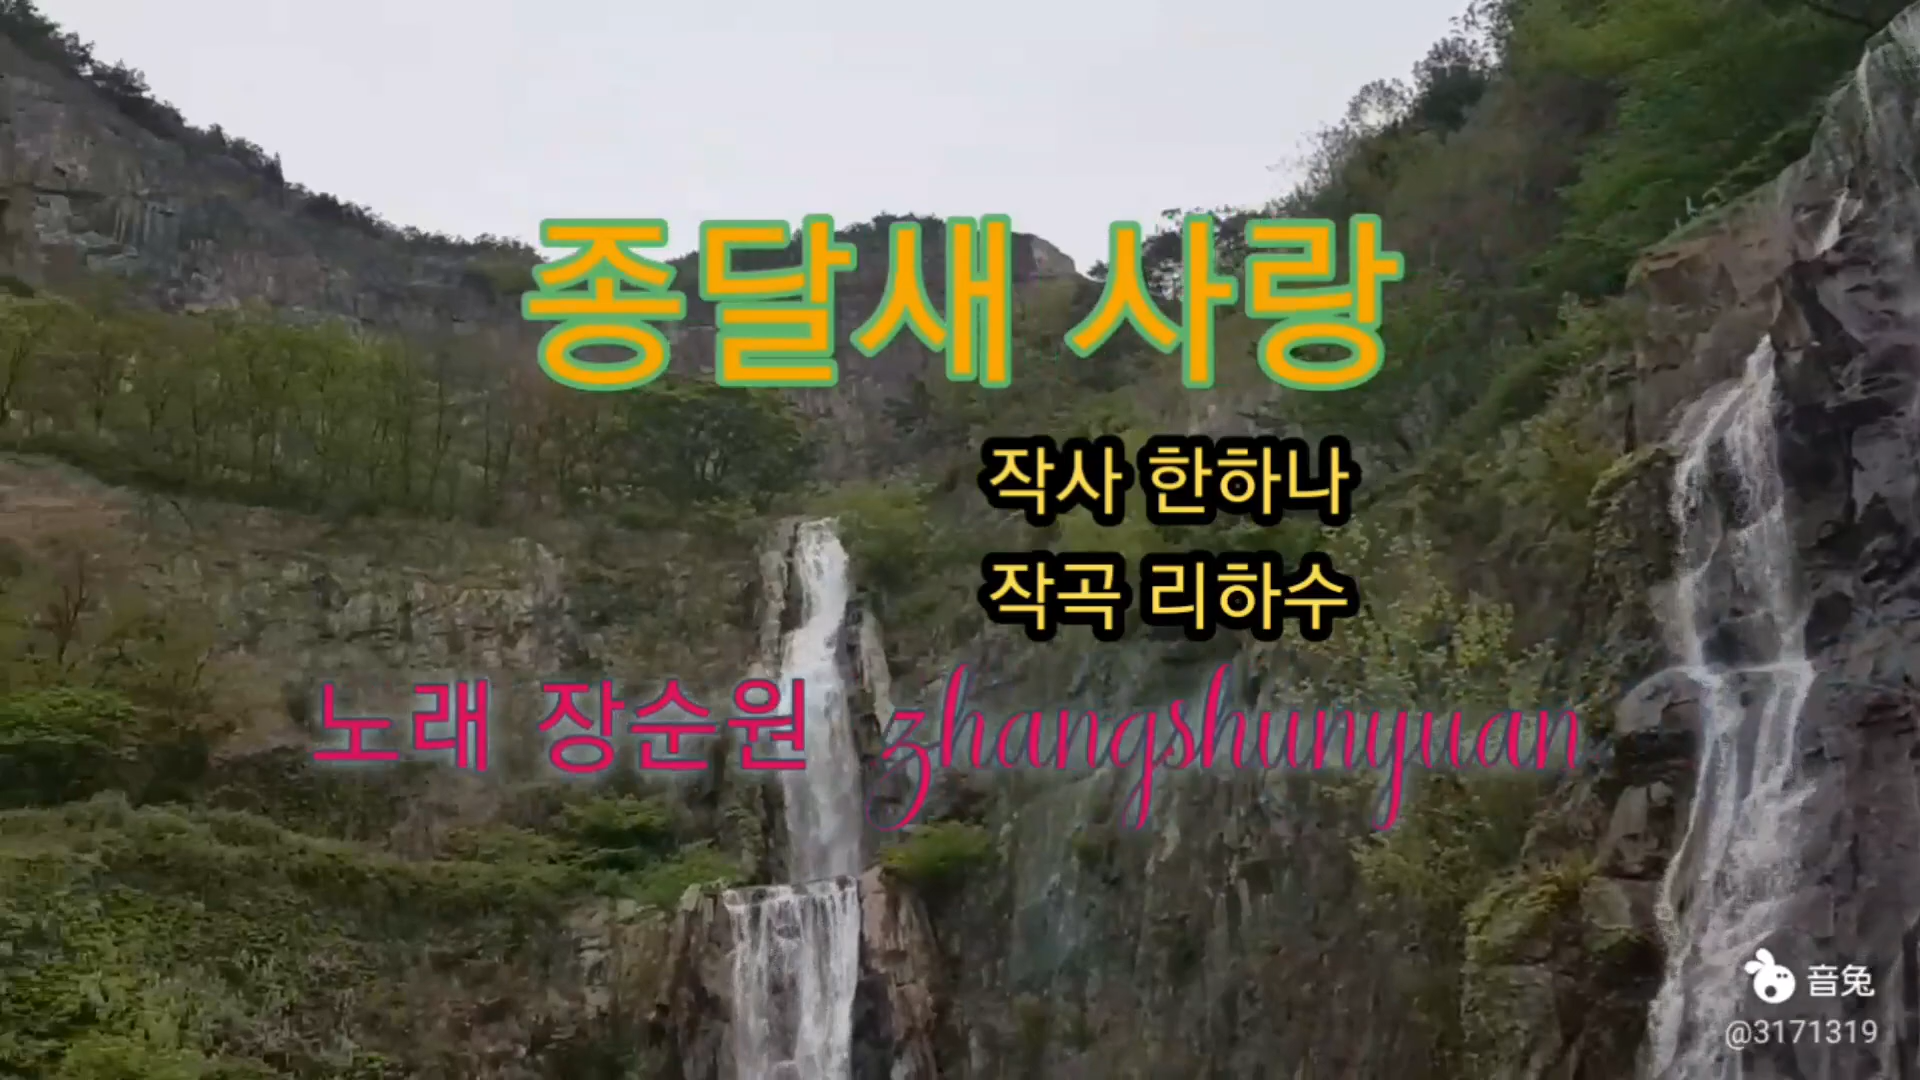 종달새 사랑
작사 한하나
작곡 리하수
노래 장순원 zhangshunyuan
音兔
@3171319